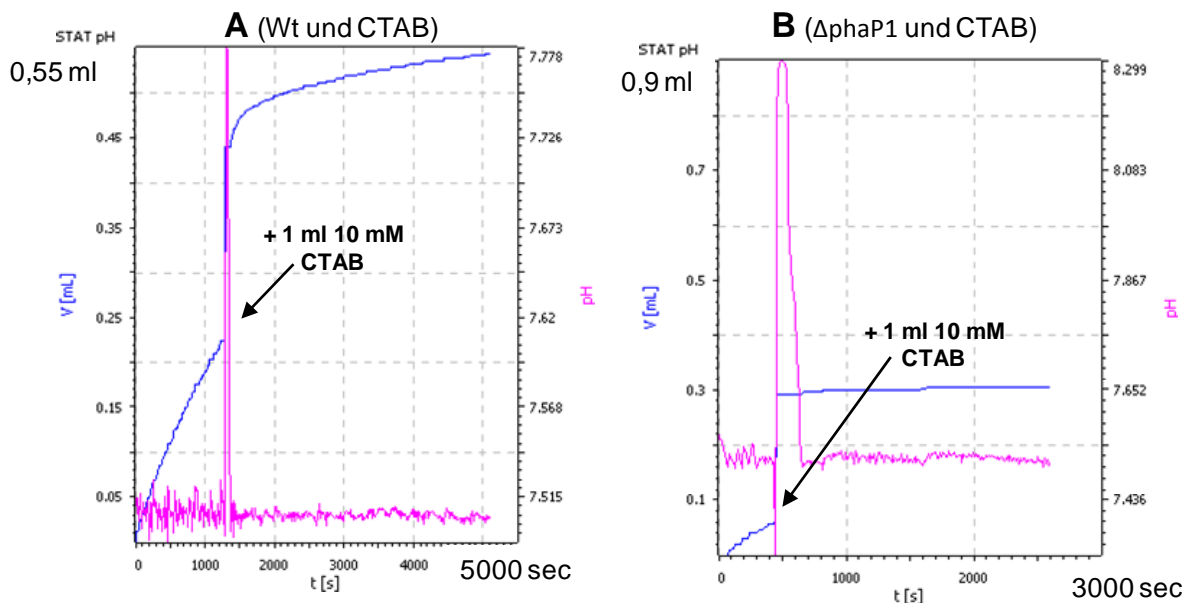 A (Wt und CTAB)
STAT pH
0,55 ml
7.778
0.45
7.726
0.35
7.673
+ 1 ml 10 mM
CTAB
V [mL]
pH
0.25
7.62
0.15
7.568
0.05
7.515
0
1000
2000
3000
4000
5000 sec
t [s]
B (ΔphaP1 und CTAB)
STAT pH
0,9 ml
8.299
0.7
8.083
0.5
7.867
V [mL]
pH
+ 1 ml 10 mM
CTAB
0.3
7.652
0.1
7.436
0
1000
2000
3000 sec
t [s]